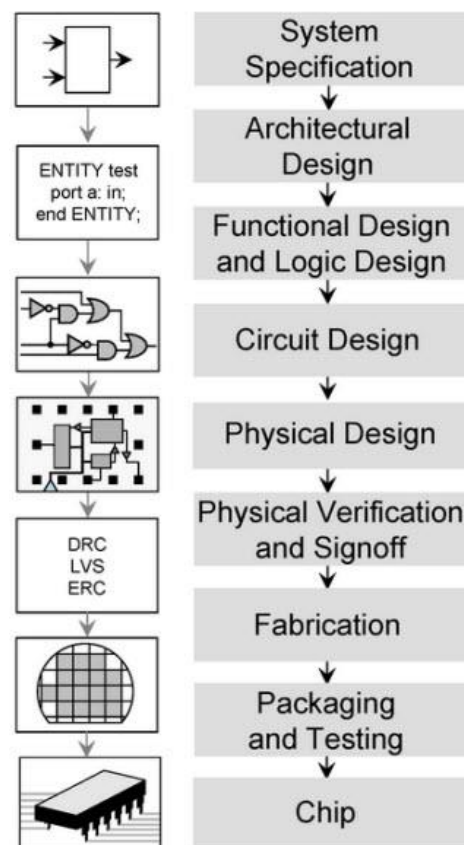 ENTITY test
port a: in;
end ENTITY;
DRC
LVS
ERC
System
Specification
Architectural
Design
Functional Design
and Logic Design
Circuit Design
Physical Design
Physical Verification
and Signoff
Fabrication
Packaging
and Testing
Chip